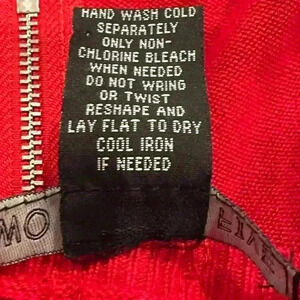 HAND WASH COLD
SEPARATELY
ONLY NON-
CHLORINE BLEACH
WHEN NEEDED
DO NOT WRING
OR TWIST
RESHAPE AND
LAY FLAT TO DRY
COOL IRON
IF NEEDED